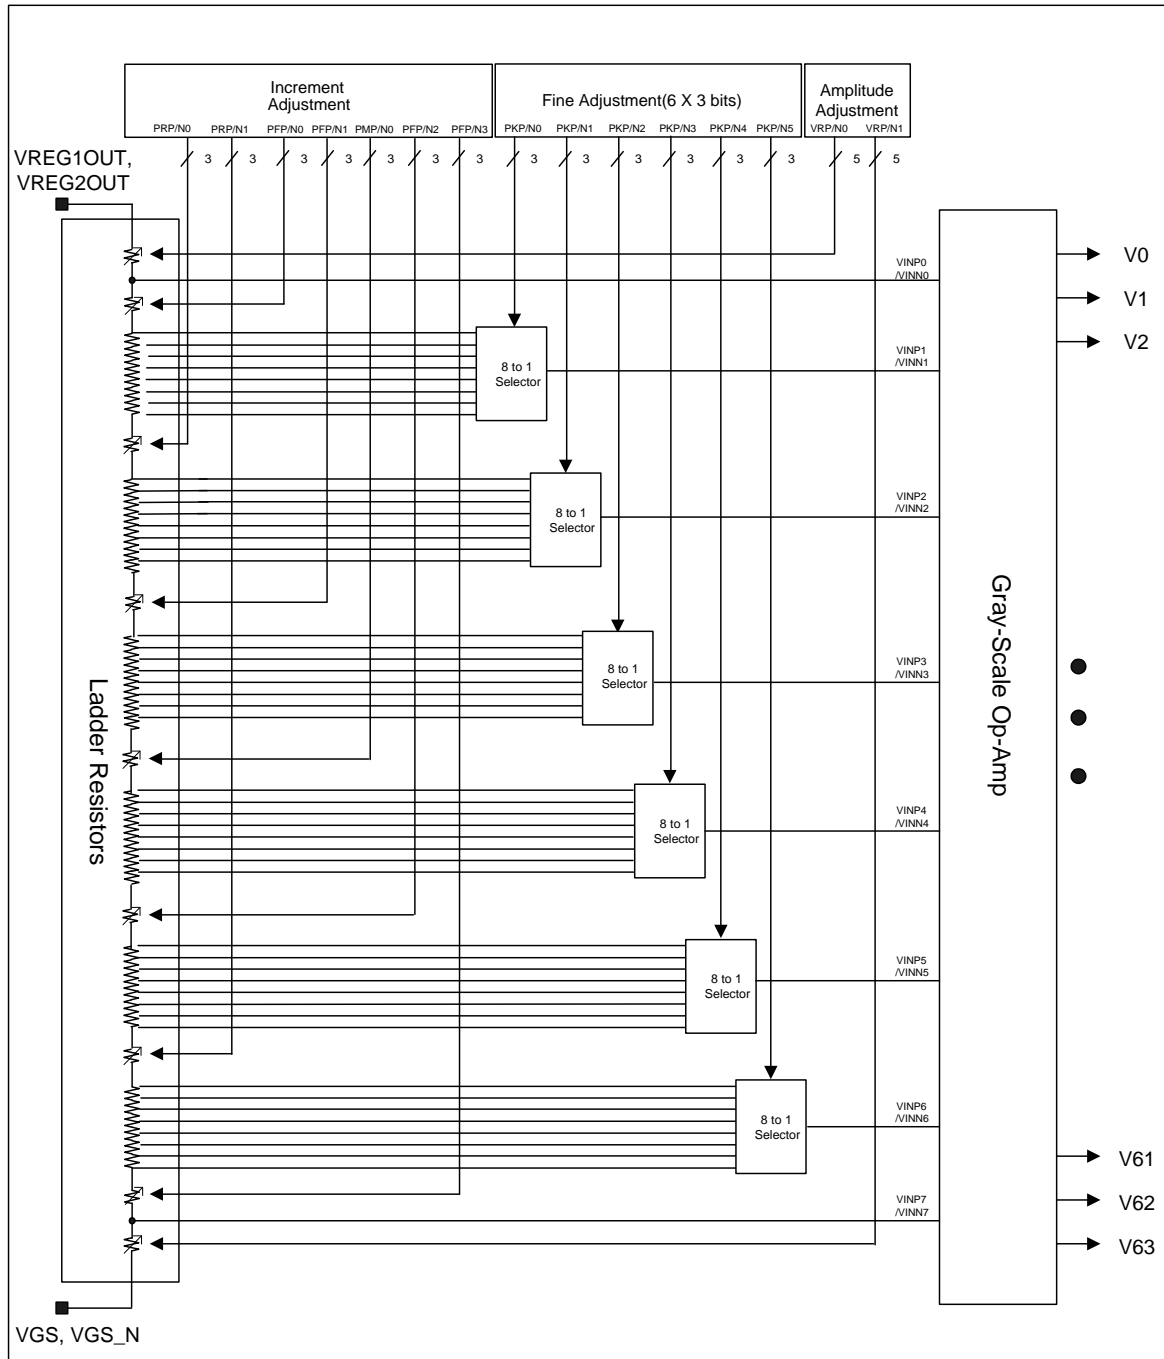 Increment
Adjustment
Fine Adjustment(6 X 3 bits)
Amplitude
Adjustment
PRP/N0 PRP/N1 PFP/N0 PFP/N1 PMP/N0 PFP/N2 PFP/N3 PKP/N0 PKP/N1 PKP/N2 PKP/N3 PKP/N4 PKP/N5 VRP/N0 VRP/N1
3 3 3 3 3 3 3 3 3 3 3 3 3 5 5
VREG1OUT,
VREG2OUT
VINP0
/VINN0
V0
V1
V2
8 to 1
Selector
VINP1
/VINN1
8 to 1
Selector
VINP2
/VINN2
8 to 1
Selector
VINP3
/VINN3
Ladder Resistors
Gray-Scale Op-Amp
8 to 1
Selector
VINP4
/VINN4
8 to 1
Selector
VINP5
/VINN5
8 to 1
Selector
VINP6
/VINN6
V61
V62
V63
VINP7
/VINN7
VGS, VGS_N